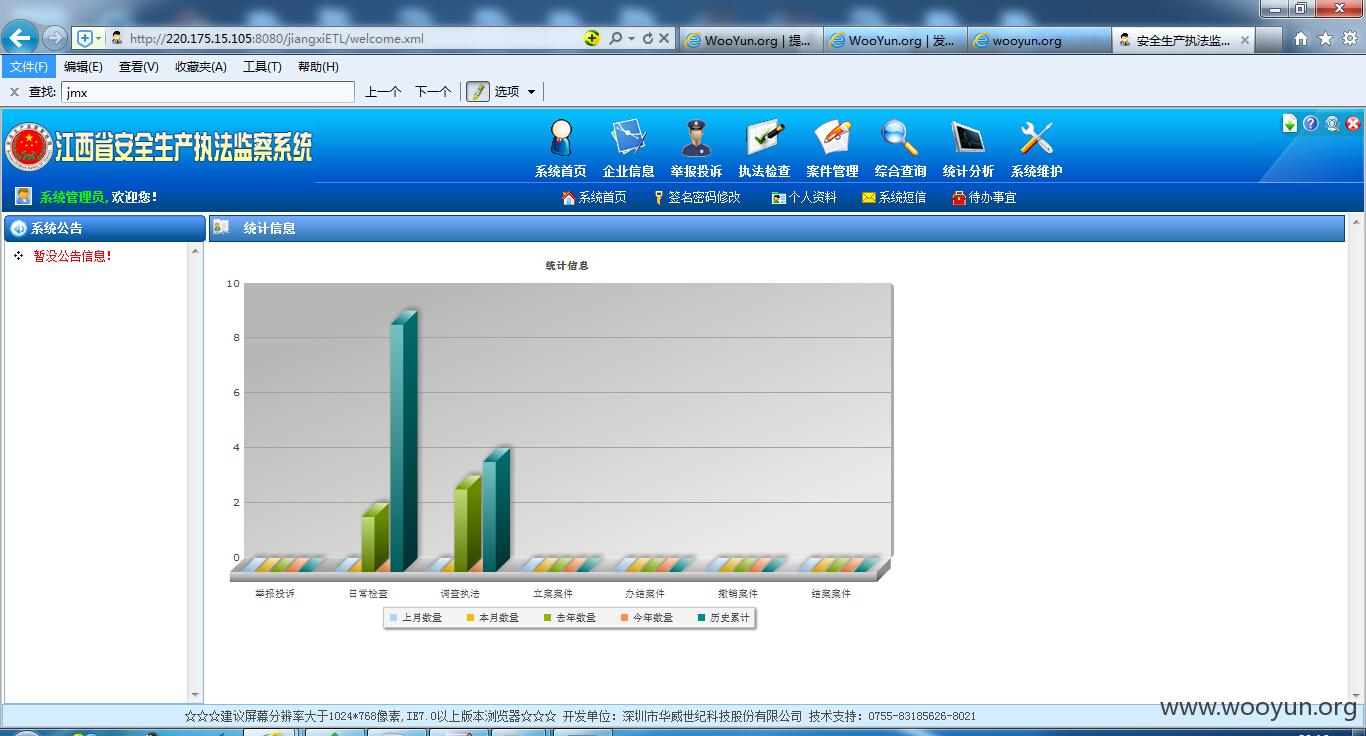 http://220.175.15.105:8080/jiangxiETL/welcome.xml
WooYun.org | 提...
WooYun.org | 发...
wooyun.org
安全生产执法监...
文件(F) 编辑(E) 查看(V) 收藏夹(A) 工具(T) 帮助(H)
查找: jmx 上一个 下一个 选项
江西省安全生产执法监察系统
系统首页 企业信息 举报投诉 执法检查 案件管理 综合查询 统计分析 系统维护
系统管理员, 欢迎您!
系统首页 签名密码修改 个人资料 系统短信 待办事宜
系统公告
统计信息
暂没公告信息!
统计信息
10
8
6
4
2
0
举报投诉 日常检查 调查执法 立案案件 办结案件 撤销案件 结案案件
上月数量 本月数量 去年数量 今年数量 历史累计
☆☆☆建议屏幕分辨率大于1024*768像素,IE7.0以上版本浏览器☆☆☆ 开发单位: 深圳市华威世纪科技股份有限公司 技术支持: 0755-83185626-8021
www.wooyun.org